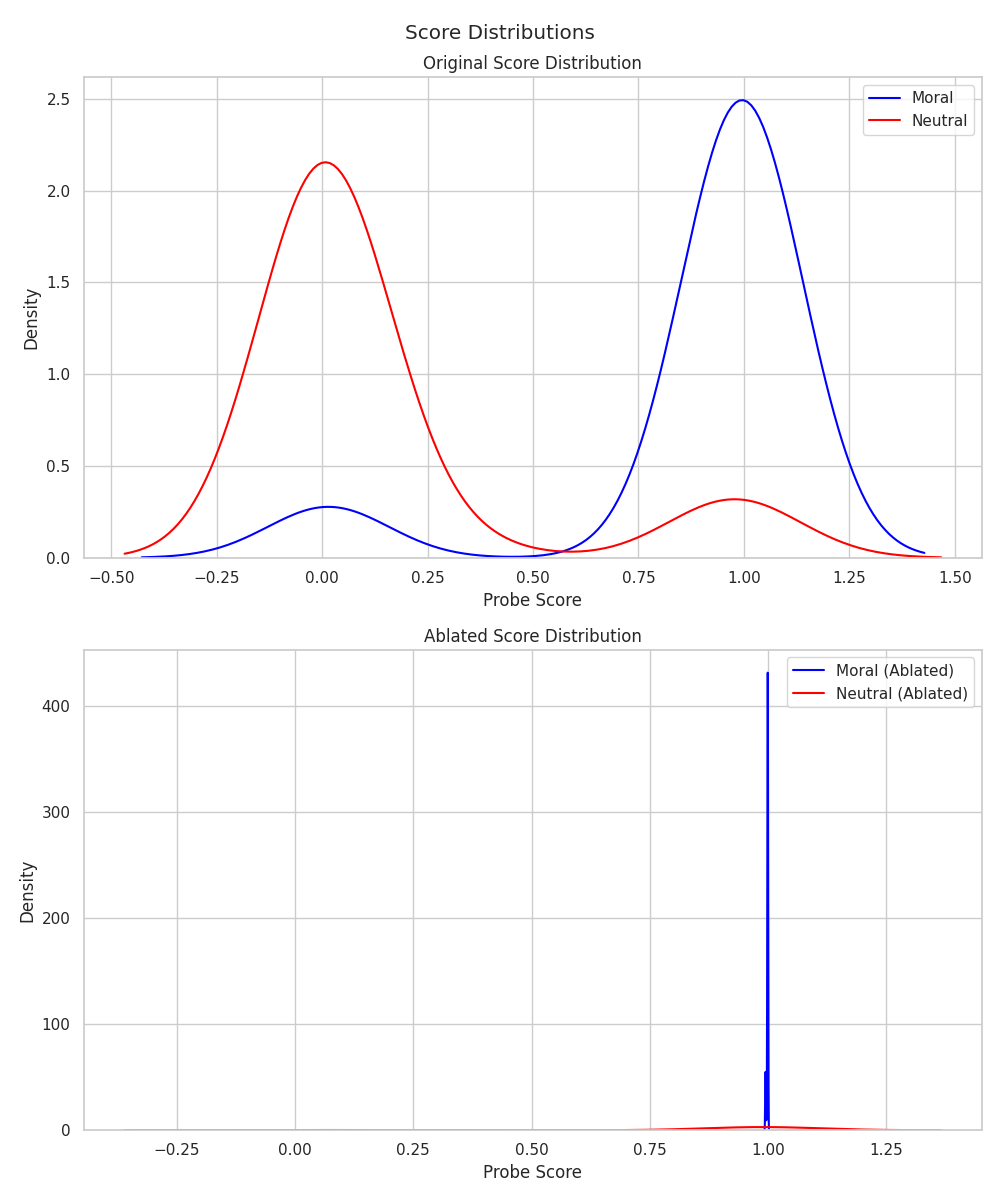 Score Distributions
Original Score Distribution
Moral
Neutral
2.5
2.0
1.5
1.0
0.5
0.0
Density
−0.50 −0.25 0.00 0.25 0.50 0.75 1.00 1.25 1.50
Probe Score
Ablated Score Distribution
Moral (Ablated)
Neutral (Ablated)
400
300
200
100
0
Density
−0.25 0.00 0.25 0.50 0.75 1.00 1.25
Probe Score